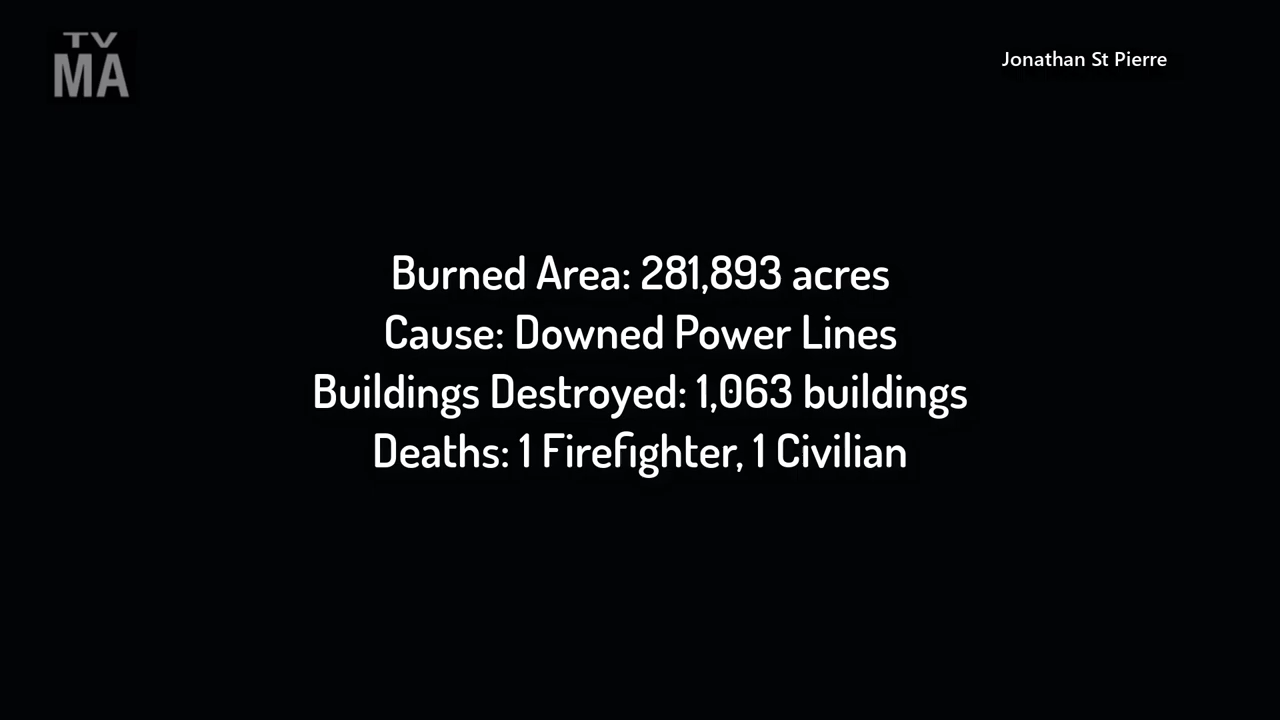 TV
MA
Jonathan St Pierre
Burned Area: 281,893 acres
Cause: Downed Power Lines
Buildings Destroyed: 1,063 buildings
Deaths: 1 Firefighter, 1 Civilian